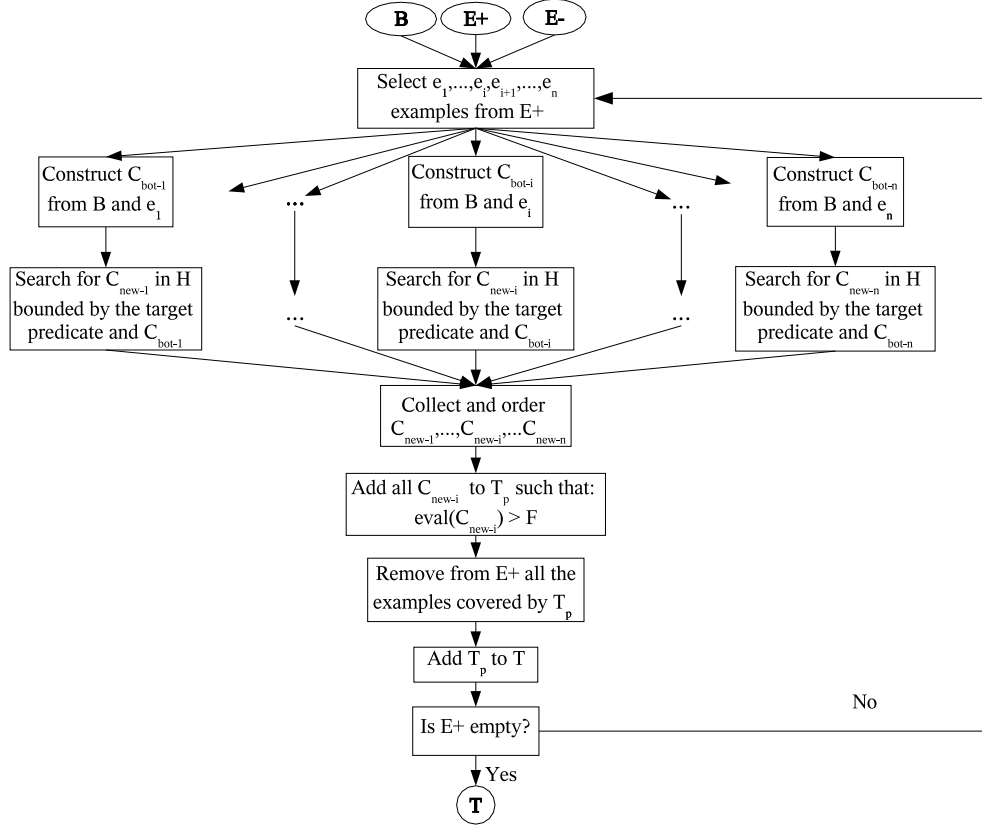 B
E+
E-
Select e1,...,ei,ei+1,...,en
examples from E+
Construct Cbot-1
from B and e1
...
Construct Cbot-i
from B and ei
...
Construct Cbot-n
from B and en
Search for Cnew-1 in H
bounded by the target
predicate and Cbot-1
...
Search for Cnew-i in H
bounded by the target
predicate and Cbot-i
...
Search for Cnew-n in H
bounded by the target
predicate and Cbot-n
Collect and order
Cnew-1,...,Cnew-i,...Cnew-n
Add all Cnew-i to Tp such that:
eval(Cnew-i) > F
Remove from E+ all the
examples covered by Tp
Add Tp to T
No
Is E+ empty?
Yes
T